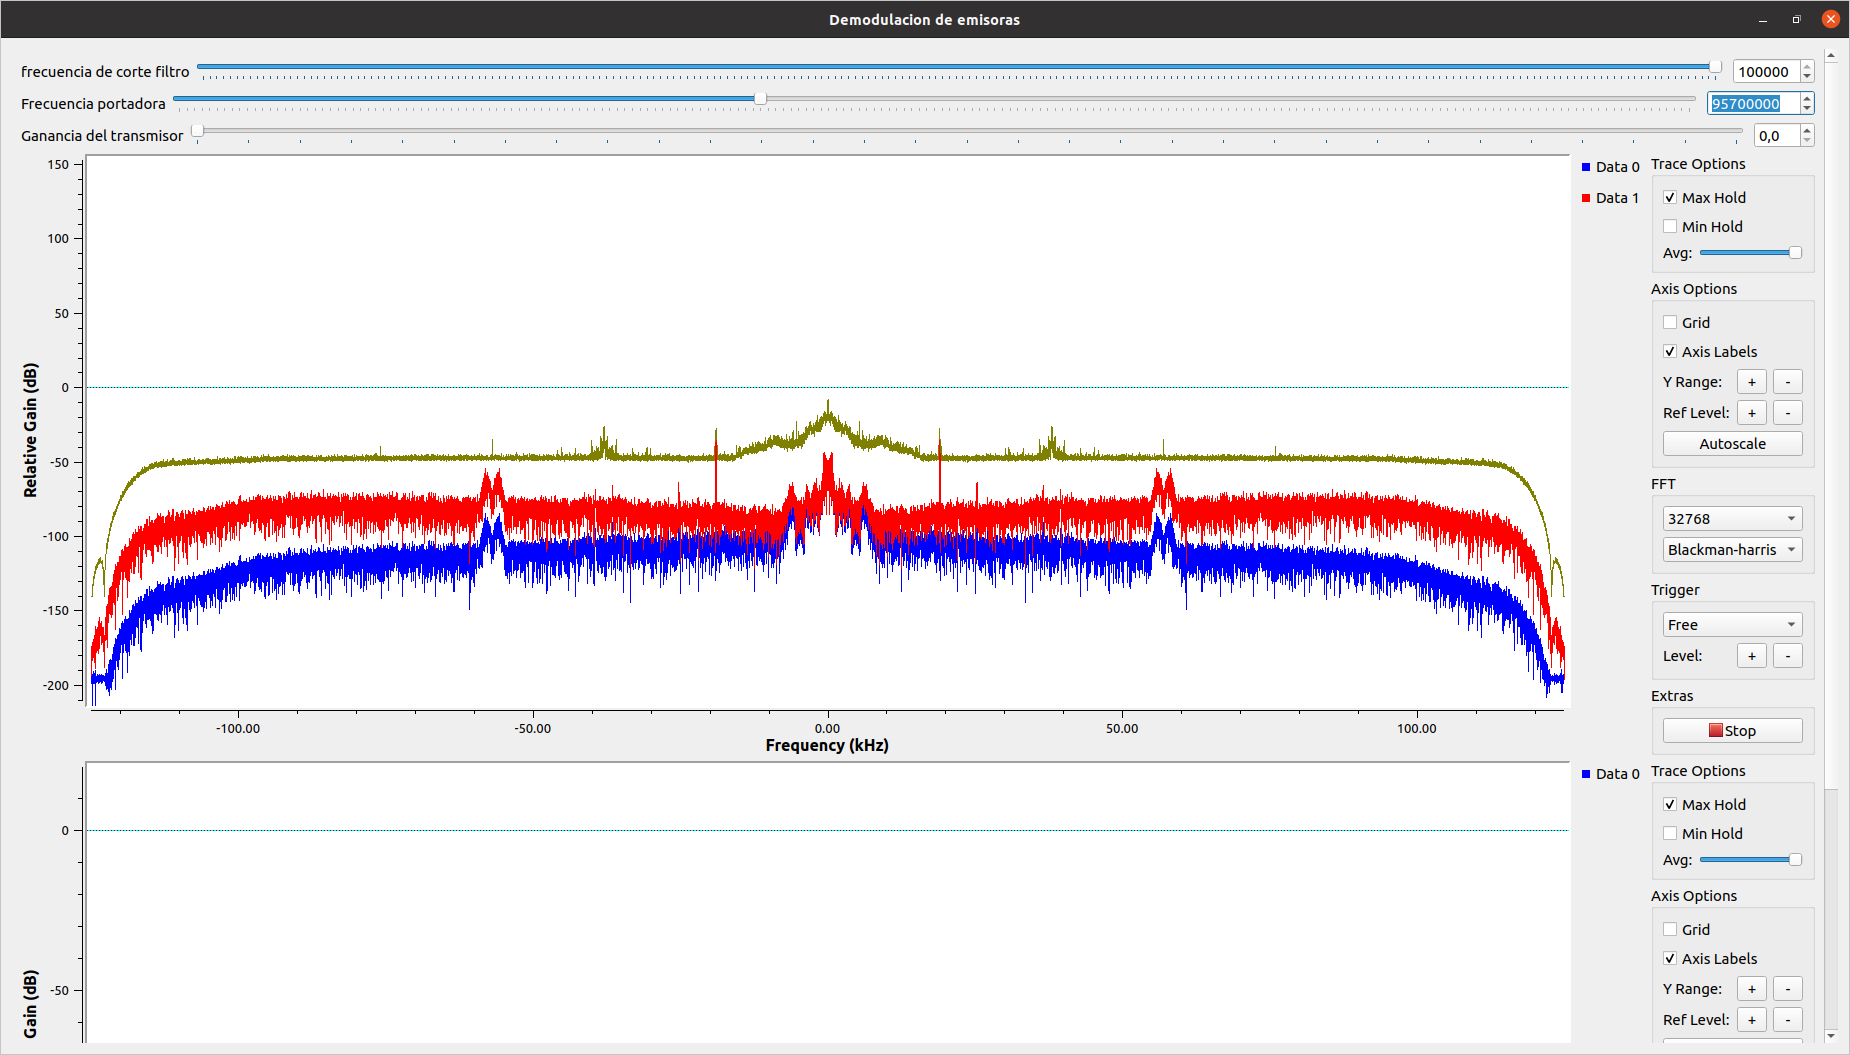 Demodulacion de emisoras
frecuencia de corte filtro 100000
Frecuencia portadora 95700000
Ganancia del transmisor 0,0
150
100
50
0
-50
-100
-150
-200
Relative Gain (dB)
-100.00 -50.00 0.00 50.00 100.00
Frequency (kHz)
Data 0
Data 1
Trace Options
Max Hold
Min Hold
Avg:
Axis Options
Grid
Axis Labels
Y Range: + -
Ref Level: + -
Autoscale
FFT
32768
Blackman-harris
Trigger
Free
Level: + -
Extras
Stop
0
-50
Gain (dB)
Data 0
Trace Options
Max Hold
Min Hold
Avg:
Axis Options
Grid
Axis Labels
Y Range: + -
Ref Level: + -